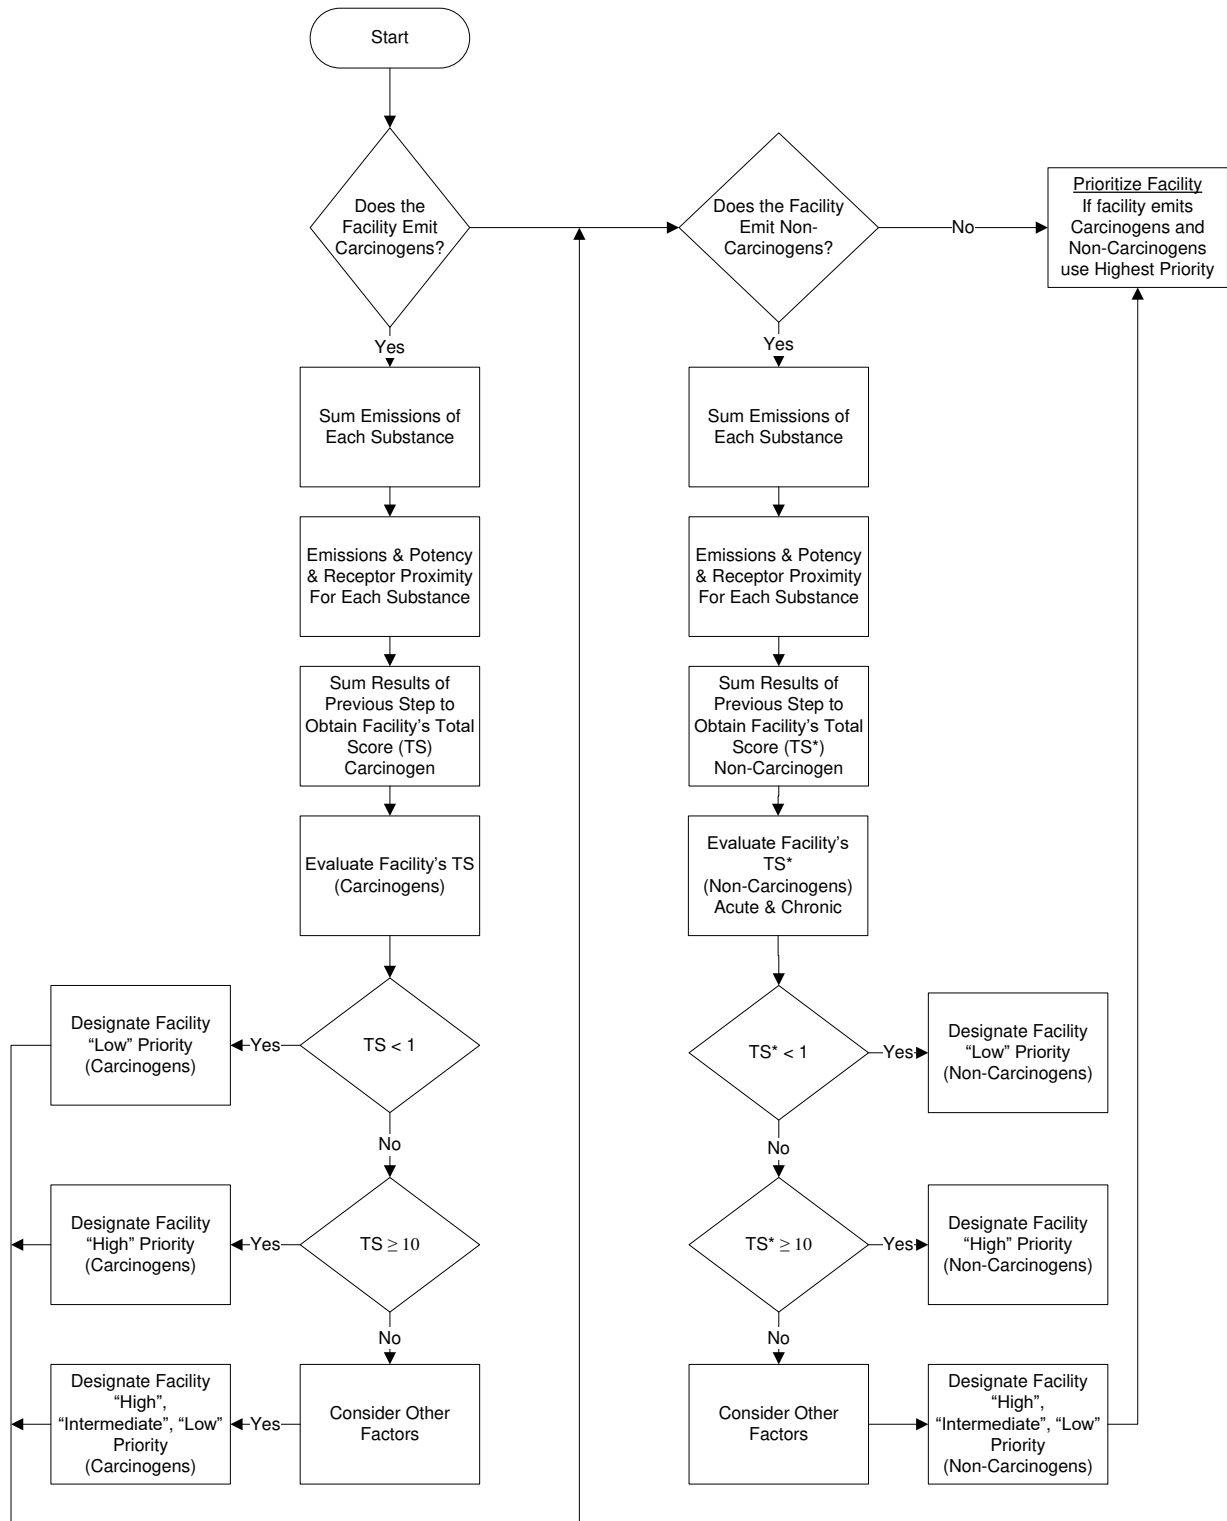 Start
Does the
Facility Emit
Carcinogens?
Does the Facility
Emit Non-
Carcinogens?
No
Prioritize Facility
If facility emits
Carcinogens and
Non-Carcinogens
use Highest Priority
Yes
Yes
Sum Emissions of
Each Substance
Sum Emissions of
Each Substance
Emissions & Potency
& Receptor Proximity
For Each Substance
Emissions & Potency
& Receptor Proximity
For Each Substance
Sum Results of
Previous Step to
Obtain Facility's Total
Score (TS)
Carcinogen
Sum Results of
Previous Step to
Obtain Facility's Total
Score (TS*)
Non-Carcinogen
Evaluate Facility's TS
(Carcinogens)
Evaluate Facility's
TS*
(Non-Carcinogens)
Acute & Chronic
Designate Facility
“Low” Priority
(Carcinogens)
Yes
TS < 1
TS* < 1
Yes
Designate Facility
“Low” Priority
(Non-Carcinogens)
No
No
Designate Facility
“High” Priority
(Carcinogens)
Yes
TS ≥ 10
TS* ≥ 10
Yes
Designate Facility
“High” Priority
(Non-Carcinogens)
No
No
Designate Facility
“High”,
“Intermediate”, “Low”
Priority
(Carcinogens)
Yes
Consider Other
Factors
Consider Other
Factors
Designate Facility
“High”,
“Intermediate”, “Low”
Priority
(Non-Carcinogens)